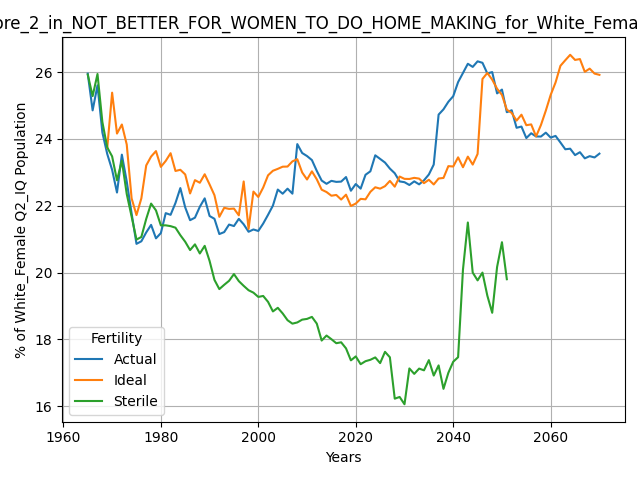 ore_2_in_NOT_BETTER_FOR_WOMEN_TO_DO_HOME_MAKING_for_White_Fema
% of White_Female Q2_IQ Population
26
24
22
20
18
16
Fertility
Actual
Ideal
Sterile
1960 1980 2000 2020 2040 2060
Years